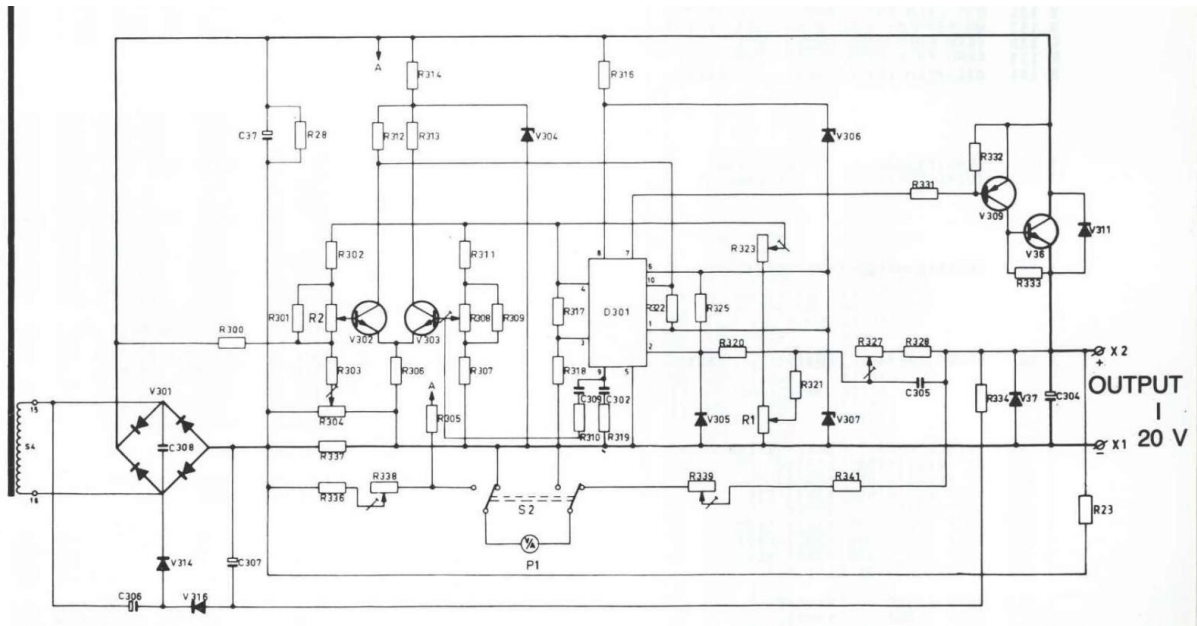 A
R314
R316
C37
R28
R312
R313
V304
V306
R332
R331
V309
V36
V311
R333
R302
R311
R323
8
7
6
10
4
R301
R2
V302
V303
R308
R309
R317
D301
R322
R325
1
3
2
R300
R303
R306
R307
R318
R320
R327
R328
X2
+
R304
A
R305
9
5
C309
C302
R310
R319
V305
R321
R1
V307
C305
R334
V37
C304
OUTPUT
I
20 V
X1
−
V301
15
S4
16
C308
R337
R336
R338
S2
R339
R341
R23
V
A
P1
V314
C307
C306
V316